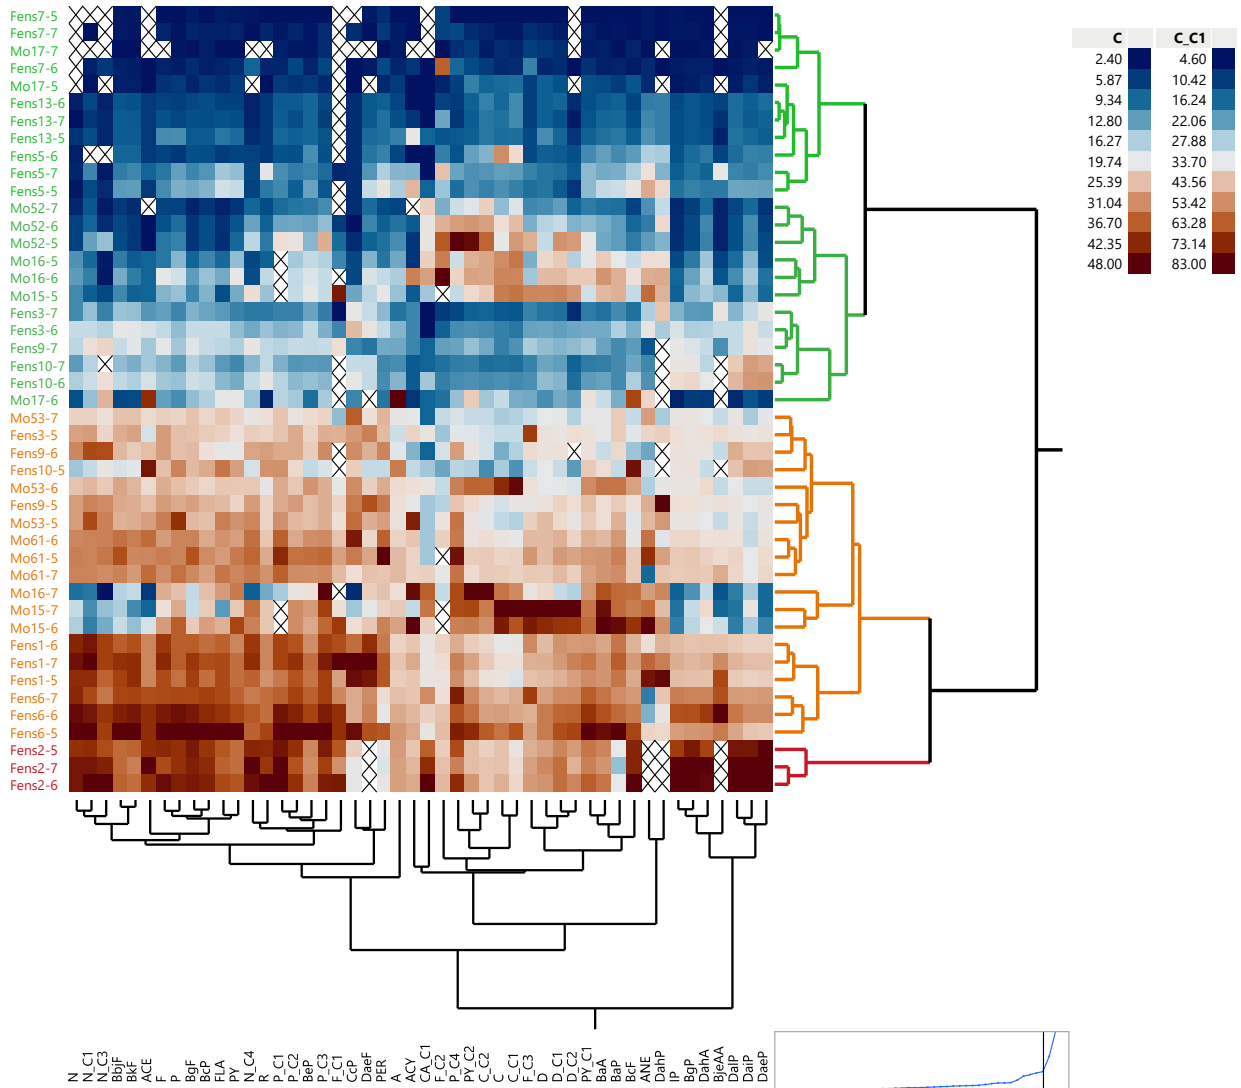 Fens7-5
Fens7-7
Mo17-7
Fens7-6
Mo17-5
Fens13-6
Fens13-7
Fens13-5
Fens5-6
Fens5-7
Fens5-5
Mo52-7
Mo52-6
Mo52-5
Mo16-5
Mo16-6
Mo15-5
Fens3-7
Fens3-6
Fens9-7
Fens10-7
Fens10-6
Mo17-6
Mo53-7
Fens3-5
Fens9-6
Fens10-5
Mo53-6
Fens9-5
Mo53-5
Mo61-6
Mo61-5
Mo61-7
Mo16-7
Mo15-7
Mo15-6
Fens1-6
Fens1-7
Fens1-5
Fens6-7
Fens6-6
Fens6-5
Fens2-5
Fens2-7
Fens2-6
C C_C1
2.40 4.60
5.87 10.42
9.34 16.24
12.80 22.06
16.27 27.88
19.74 33.70
25.39 43.56
31.04 53.42
36.70 63.28
42.35 73.14
48.00 83.00
N
N_C1
N_C3
BbjF
BkF
ACE
F
P
BgF
BcP
FLA
PY
N_C4
R
P_C1
P_C2
BeP
P_C3
F_C1
CcP
DaeF
PER
A
ACY
CA_C1
F_C2
P_C4
PY_C2
C_C2
C
C_C1
F_C3
D
D_C1
D_C2
PY_C1
BaA
BaP
BcF
ANE
DahP
IP
BgP
DahA
BjeAA
DalP
DaiP
DaeP